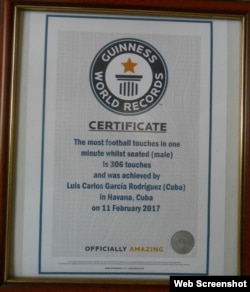 GUINNESS
WORLD RECORDS
CERTIFICATE
The most football touches in one
minute whilst seated (male)
is 306 touches
and was achieved by
Luis Carlos García Rodríguez (Cuba)
in Havana, Cuba
on 11 February 2017
OFFICIALLY AMAZING
Web Screenshot